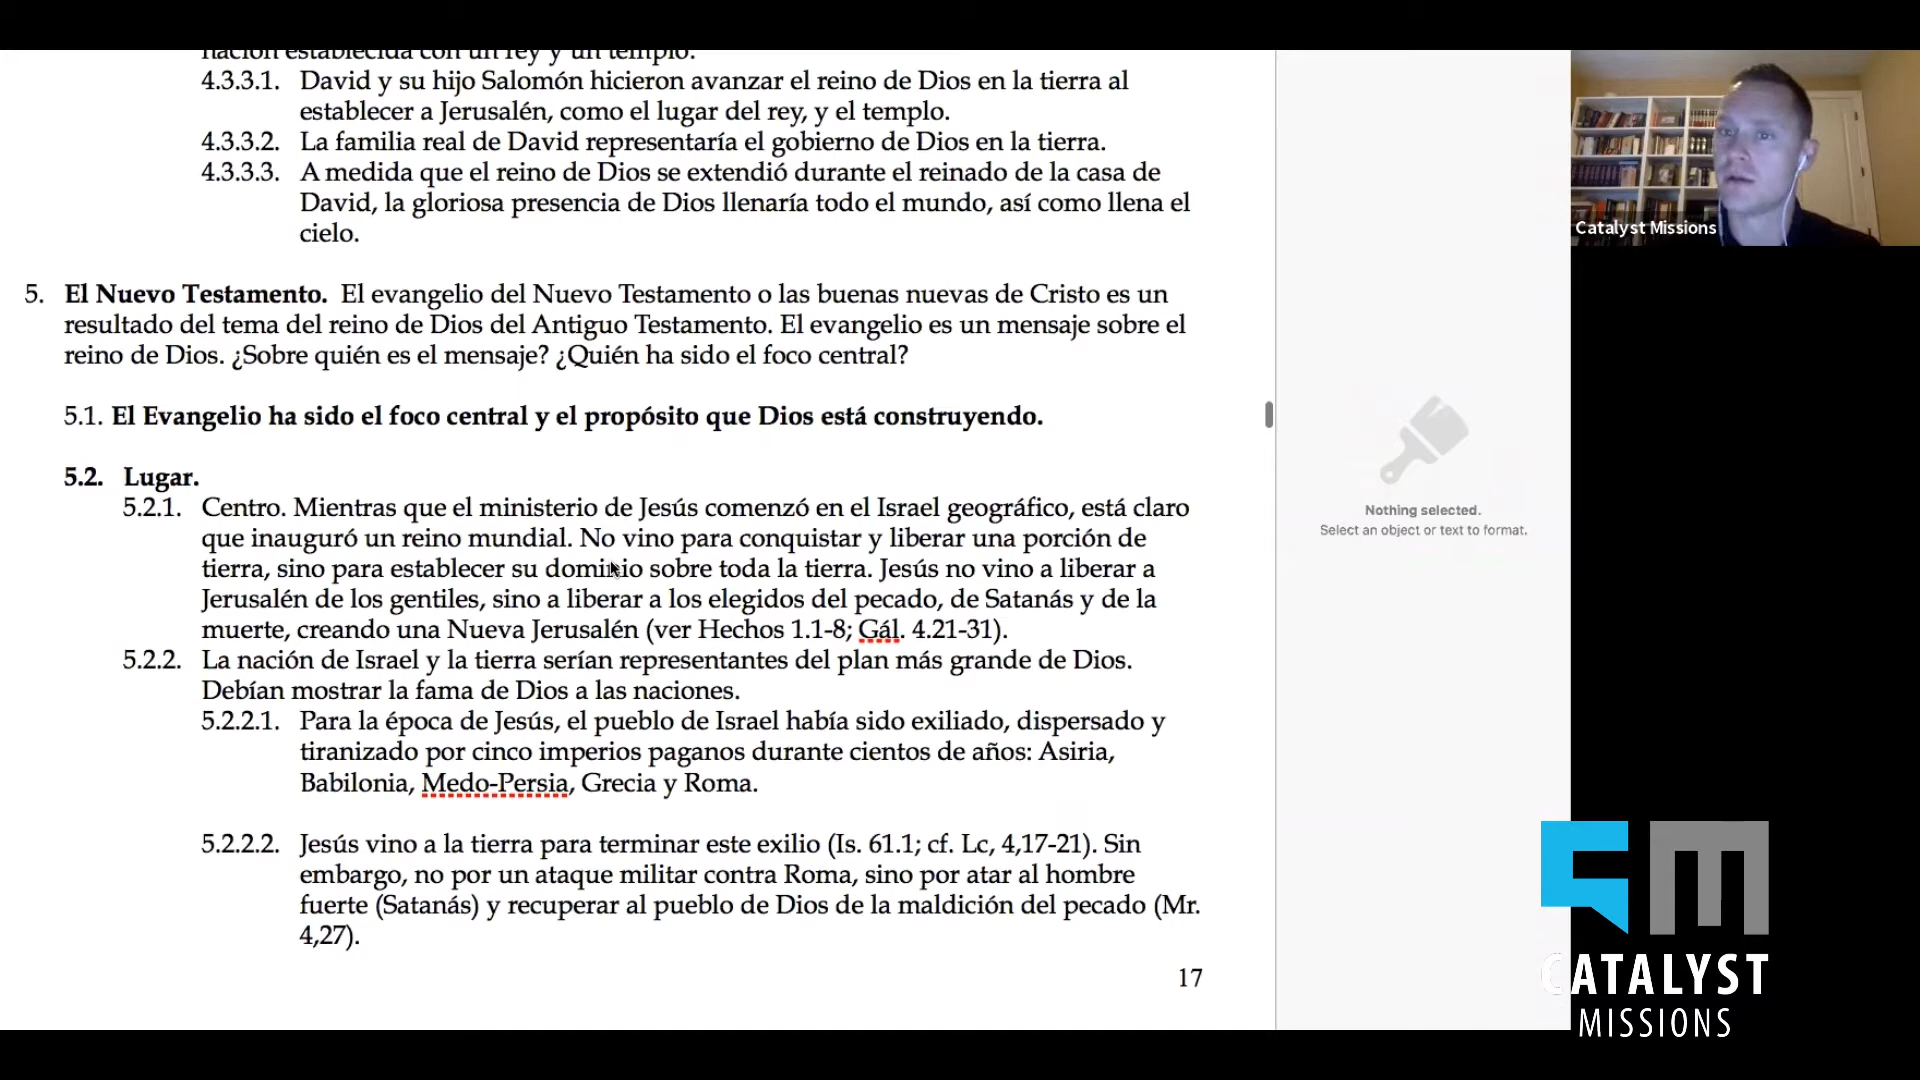 nación establecida con un rey y un templo.
4.3.3.1. David y su hijo Salomón hicieron avanzar el reino de Dios en la tierra al
establecer a Jerusalén, como el lugar del rey, y el templo.
4.3.3.2. La familia real de David representaría el gobierno de Dios en la tierra.
4.3.3.3. A medida que el reino de Dios se extendió durante el reinado de la casa de
David, la gloriosa presencia de Dios llenaría todo el mundo, así como llena el
cielo.
5. El Nuevo Testamento. El evangelio del Nuevo Testamento o las buenas nuevas de Cristo es un
resultado del tema del reino de Dios del Antiguo Testamento. El evangelio es un mensaje sobre el
reino de Dios. ¿Sobre quién es el mensaje? ¿Quién ha sido el foco central?
5.1. El Evangelio ha sido el foco central y el propósito que Dios está construyendo.
5.2. Lugar.
5.2.1. Centro. Mientras que el ministerio de Jesús comenzó en el Israel geográfico, está claro
que inauguró un reino mundial. No vino para conquistar y liberar una porción de
tierra, sino para establecer su dominio sobre toda la tierra. Jesús no vino a liberar a
Jerusalén de los gentiles, sino a liberar a los elegidos del pecado, de Satanás y de la
muerte, creando una Nueva Jerusalén (ver Hechos 1.1-8; Gál. 4.21-31).
5.2.2. La nación de Israel y la tierra serían representantes del plan más grande de Dios.
Debían mostrar la fama de Dios a las naciones.
5.2.2.1. Para la época de Jesús, el pueblo de Israel había sido exiliado, dispersado y
tiranizado por cinco imperios paganos durante cientos de años: Asiria,
Babilonia, Medo-Persia, Grecia y Roma.
5.2.2.2. Jesús vino a la tierra para terminar este exilio (Is. 61.1; cf. Lc, 4,17-21). Sin
embargo, no por un ataque militar contra Roma, sino por atar al hombre
fuerte (Satanás) y recuperar al pueblo de Dios de la maldición del pecado (Mr.
4,27).
17
Nothing selected.
Select an object or text to format.
Catalyst Missions
CATALYST
MISSIONS